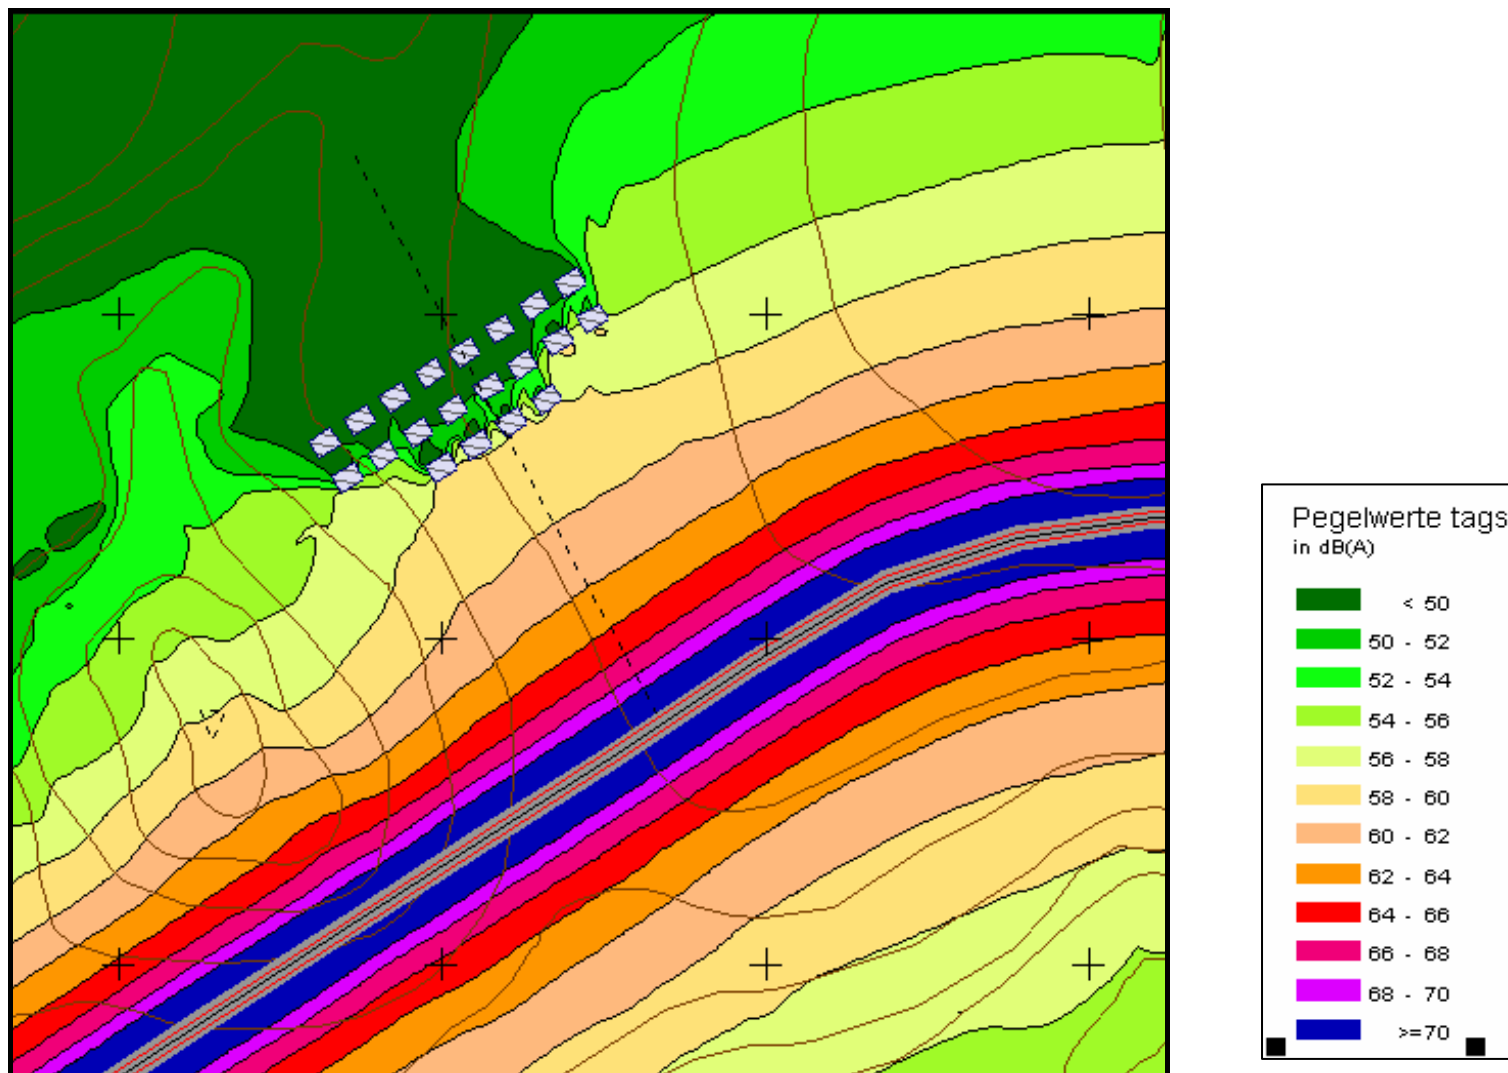 Pegelwerte tags
in dB(A)
< 50
50 - 52
52 - 54
54 - 56
56 - 58
58 - 60
60 - 62
62 - 64
64 - 66
66 - 68
68 - 70
>=70